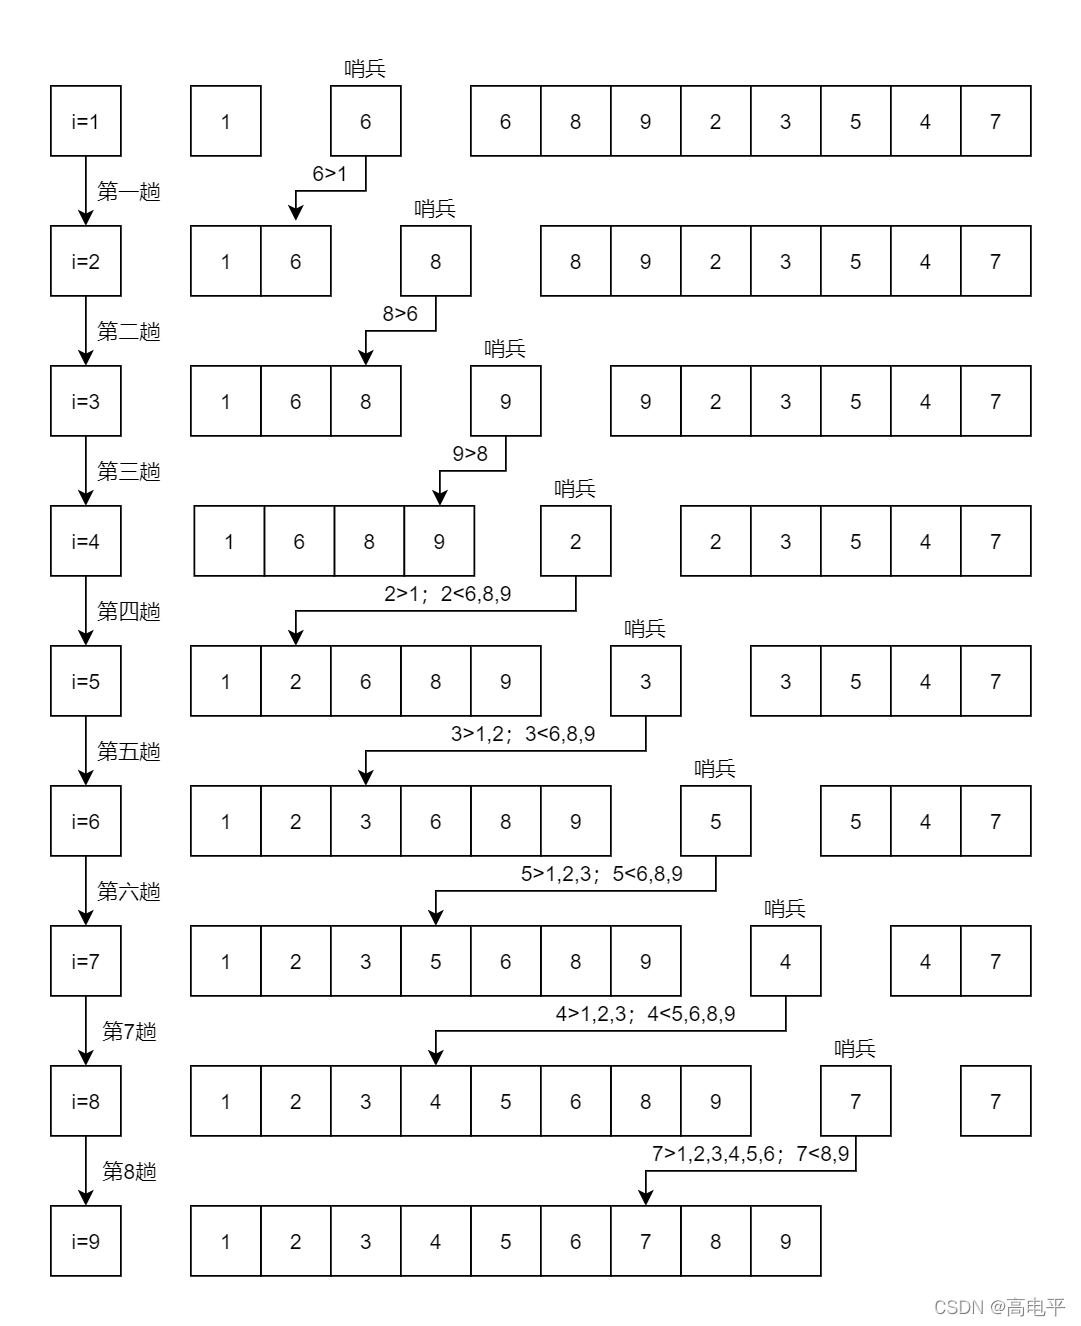 哨兵
i=1 1 6 6 8 9 2 3 5 4 7
6>1
第一趟
哨兵
i=2 1 6 8 8 9 2 3 5 4 7
8>6
第二趟
哨兵
i=3 1 6 8 9 9 2 3 5 4 7
9>8
第三趟
哨兵
i=4 1 6 8 9 2 2 3 5 4 7
2>1；2<6,8,9
第四趟
哨兵
i=5 1 2 6 8 9 3 3 5 4 7
3>1,2；3<6,8,9
第五趟
哨兵
i=6 1 2 3 6 8 9 5 5 4 7
5>1,2,3；5<6,8,9
第六趟
哨兵
i=7 1 2 3 5 6 8 9 4 4 7
4>1,2,3；4<5,6,8,9
第7趟
哨兵
i=8 1 2 3 4 5 6 8 9 7 7
7>1,2,3,4,5,6；7<8,9
第8趟
i=9 1 2 3 4 5 6 7 8 9
CSDN @高电平